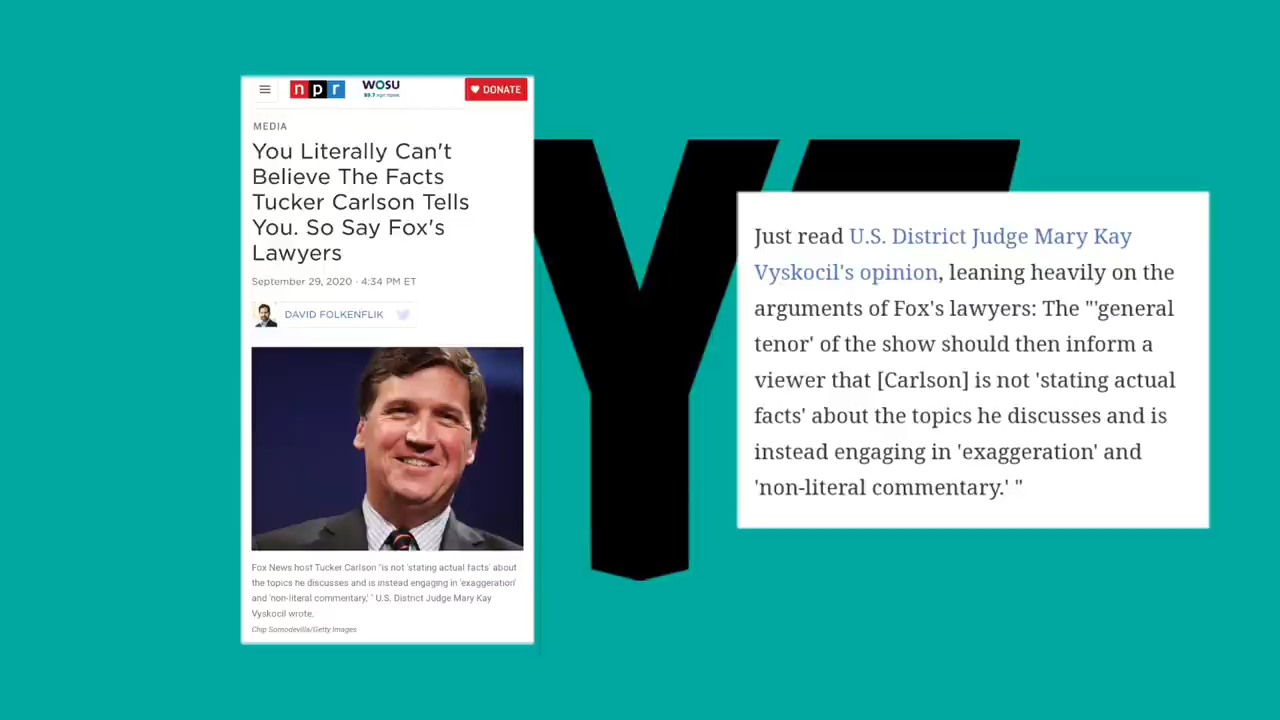 npr
WOSU
89.7 NPR NEWS
DONATE
MEDIA
You Literally Can't
Believe The Facts
Tucker Carlson Tells
You. So Say Fox's
Lawyers
September 29, 2020 · 4:34 PM ET
DAVID FOLKENFLIK
Fox News host Tucker Carlson "is not 'stating actual facts' about
the topics he discusses and is instead engaging in 'exaggeration'
and 'non-literal commentary,' " U.S. District Judge Mary Kay
Vyskocil wrote.
Chip Somodevilla/Getty Images
Y
Just read U.S. District Judge Mary Kay
Vyskocil's opinion, leaning heavily on the
arguments of Fox's lawyers: The "'general
tenor' of the show should then inform a
viewer that [Carlson] is not 'stating actual
facts' about the topics he discusses and is
instead engaging in 'exaggeration' and
'non-literal commentary.' "